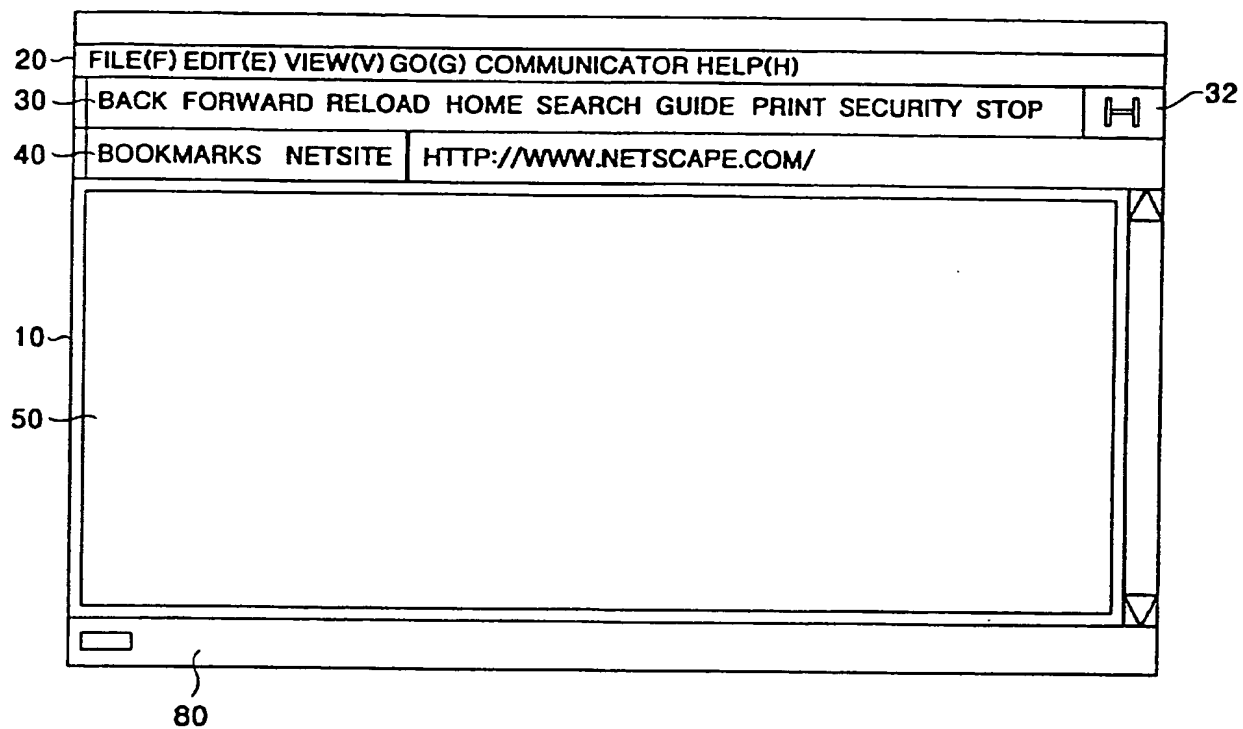 20 FILE(F) EDIT(E) VIEW(V) GO(G) COMMUNICATOR HELP(H)
30 BACK FORWARD RELOAD HOME SEARCH GUIDE PRINT SECURITY STOP 32
40 BOOKMARKS NETSITE HTTP://WWW.NETSCAPE.COM/
10
50
80